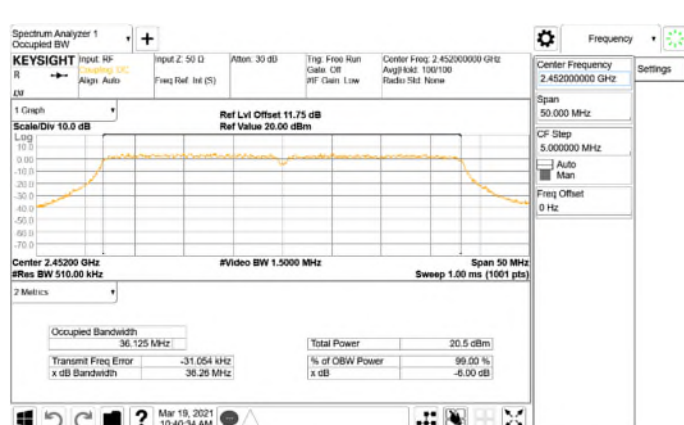 Spectrum Analyzer 1
Occupied BW
Frequency
KEYSIGHT
Input: RF
Coupling: DC
Align: Auto
Input Z: 50 Ω
Freq Ref: Int (S)
Atten: 30 dB
Trig: Free Run
Gate: Off
#IF Gain: Low
Center Freq: 2.452000000 GHz
Avg|Hold: 100/100
Radio Std: None
R
LXI
Center Frequency
2.452000000 GHz
Settings
Span
50.000 MHz
CF Step
5.000000 MHz
Auto
Man
Freq Offset
0 Hz
1 Graph
Scale/Div 10.0 dB
Ref Lvl Offset 11.75 dB
Ref Value 20.00 dBm
Log
10.0
0.00
-10.0
-20.0
-30.0
-40.0
-50.0
-60.0
-70.0
Center 2.45200 GHz
#Res BW 510.00 kHz
#Video BW 1.5000 MHz
Span 50 MHz
Sweep 1.00 ms (1001 pts)
2 Metrics
Occupied Bandwidth
36.125 MHz
Total Power 20.5 dBm
Transmit Freq Error -31.054 kHz
% of OBW Power 99.00 %
x dB Bandwidth 36.26 MHz
x dB -6.00 dB
Mar 19, 2021
10:40:34 AM